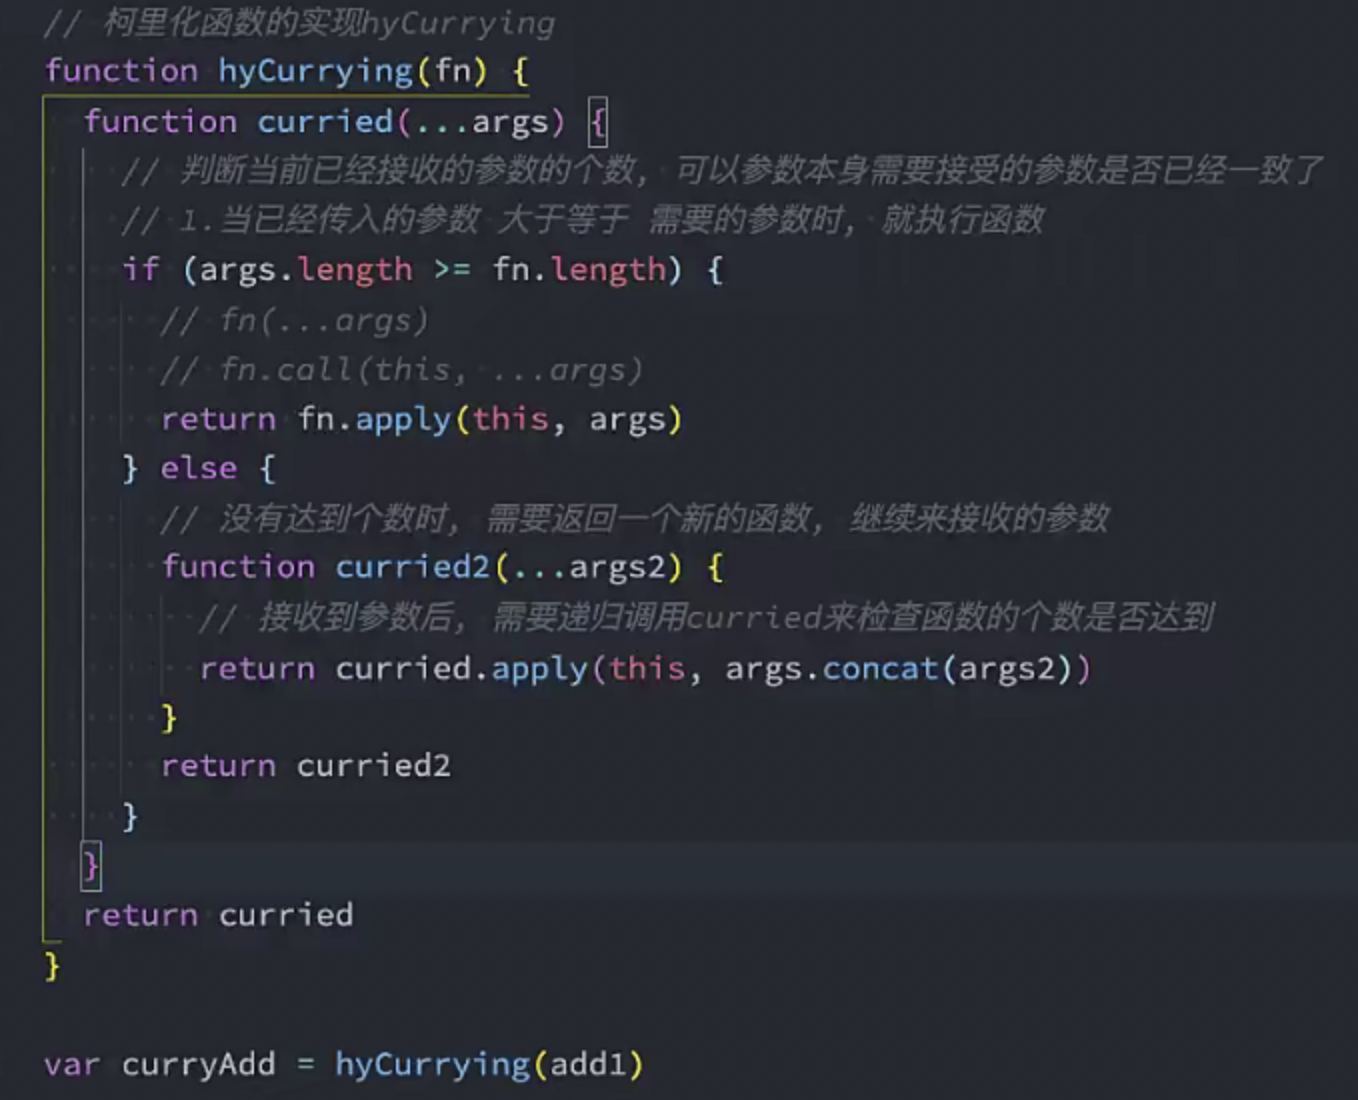 // 柯里化函数的实现hyCurrying
function hyCurrying(fn) {
function curried(...args) {
// 判断当前已经接收的参数的个数, 可以参数本身需要接受的参数是否已经一致了
// 1.当已经传入的参数 大于等于 需要的参数时, 就执行函数
if (args.length >= fn.length) {
// fn(...args)
// fn.call(this, ...args)
return fn.apply(this, args)
} else {
// 没有达到个数时, 需要返回一个新的函数, 继续来接收的参数
function curried2(...args2) {
// 接收到参数后, 需要递归调用curried来检查函数的个数是否达到
return curried.apply(this, args.concat(args2))
}
return curried2
}
}
return curried
}
var curryAdd = hyCurrying(add1)